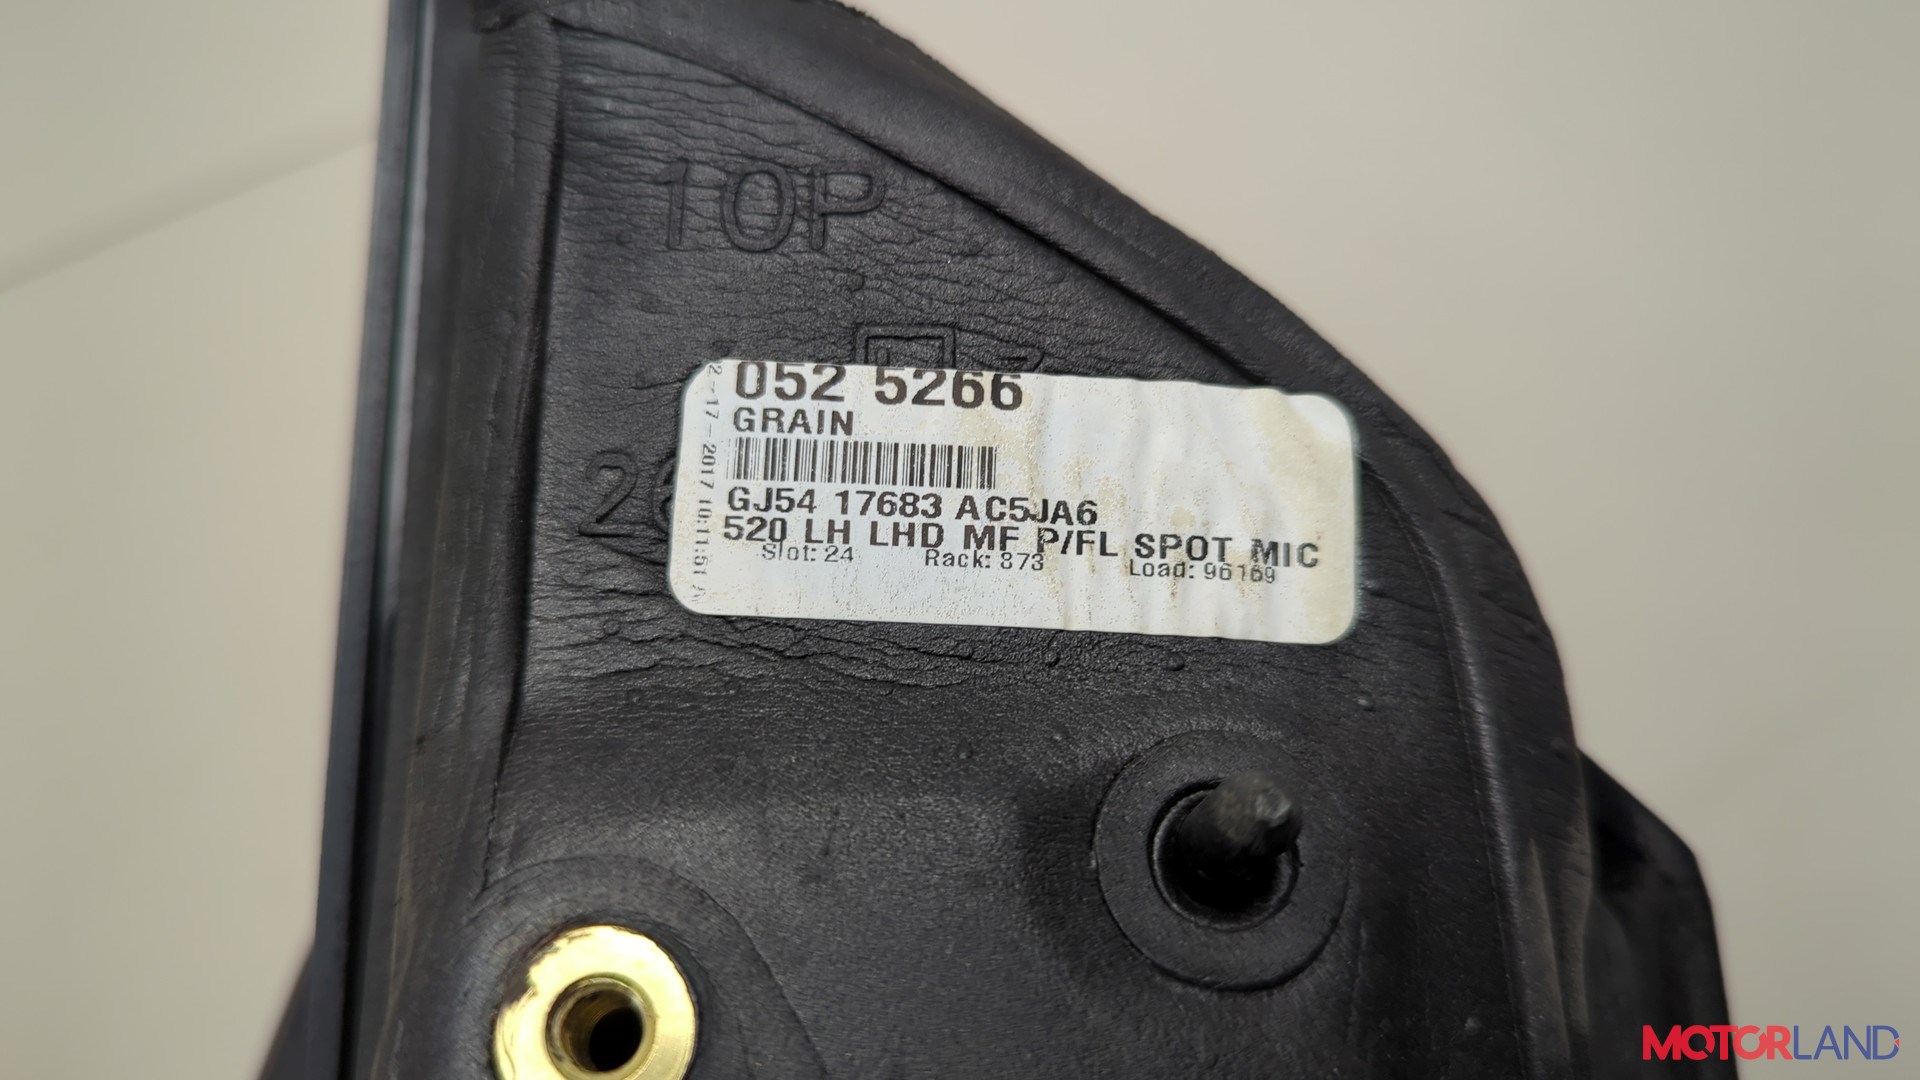 10P
052 5266
GRAIN
GJ54 17683 AC5JA6
520 LH LHD MF P/FL SPOT MIC
Slot: 24 Rack: 873 Load: 96169
2-17-2017 10:11:51
MOTORLAND